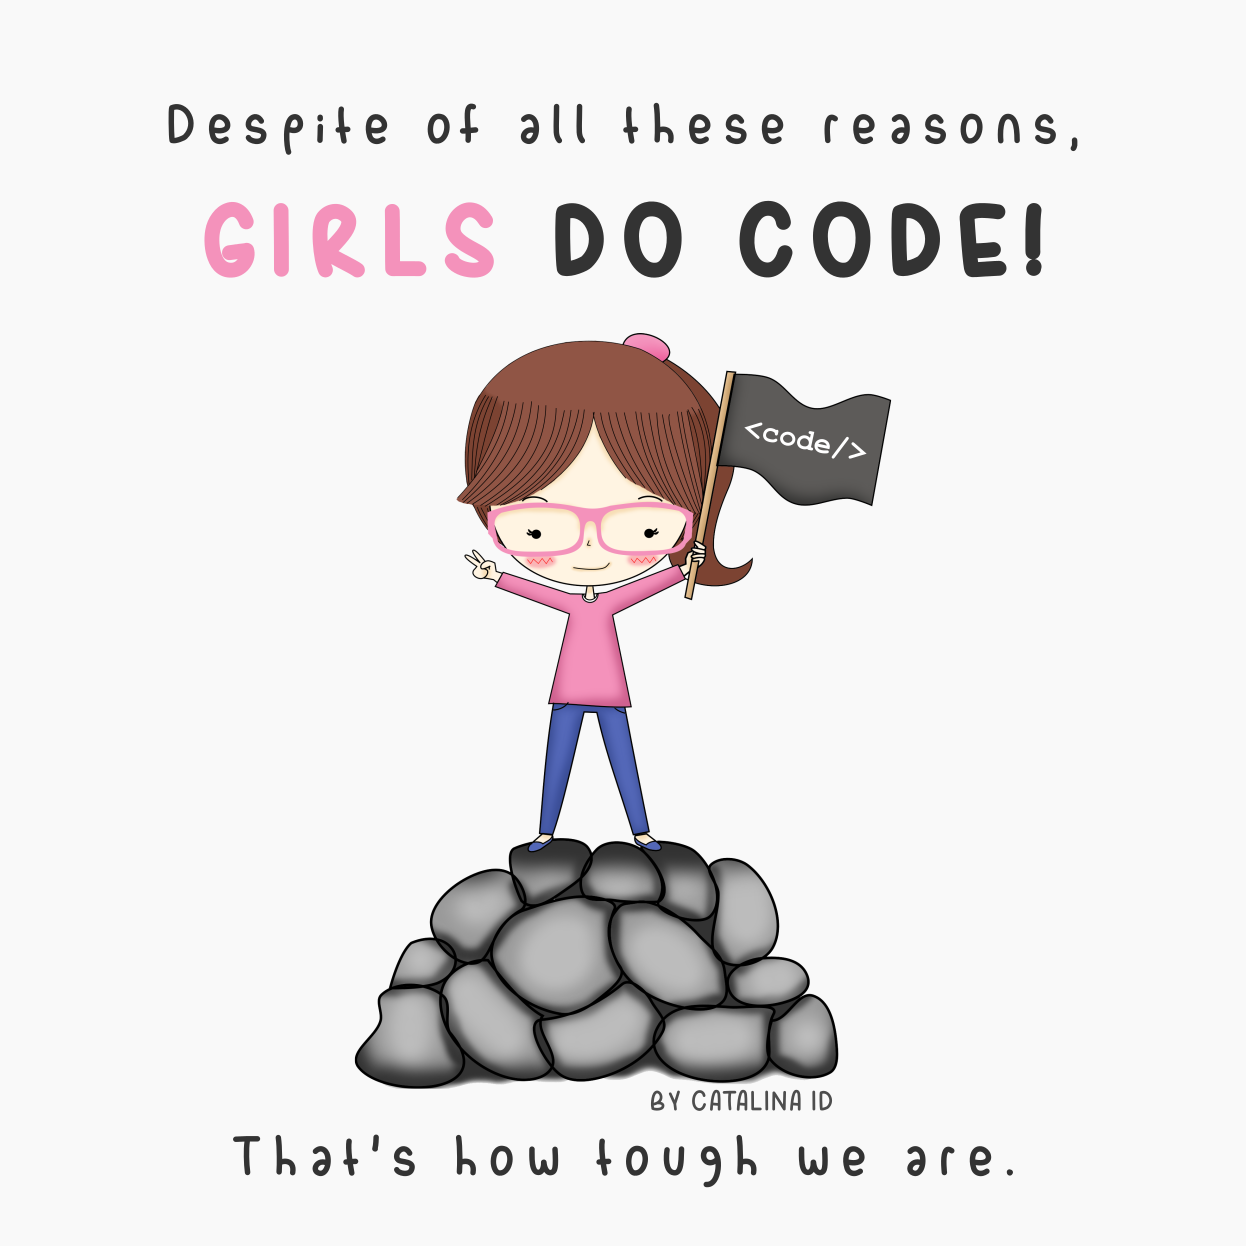 Despite of all these reasons,
GIRLS DO CODE!
<code/>
BY CATALINA ID
That's how tough we are.